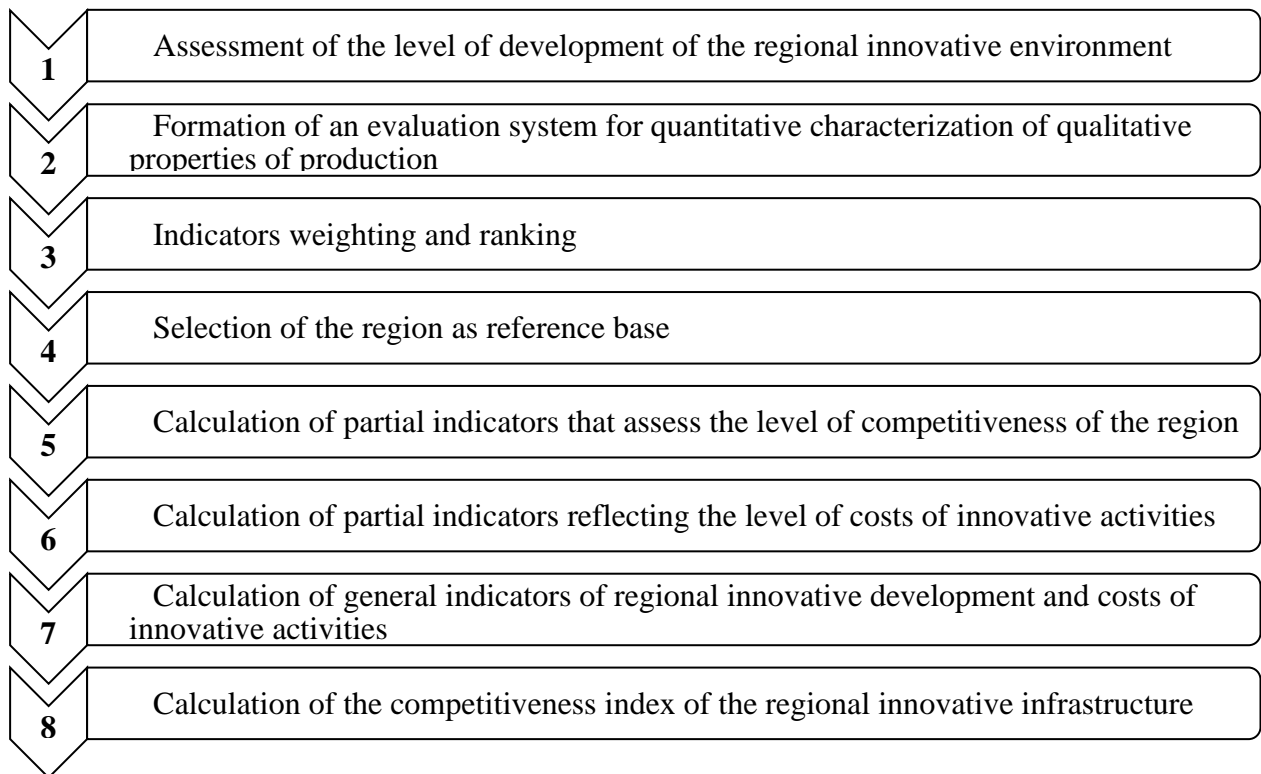 1
Assessment of the level of development of the regional innovative environment
2
Formation of an evaluation system for quantitative characterization of qualitative
properties of production
3
Indicators weighting and ranking
4
Selection of the region as reference base
5
Calculation of partial indicators that assess the level of competitiveness of the region
6
Calculation of partial indicators reflecting the level of costs of innovative activities
7
Calculation of general indicators of regional innovative development and costs of
innovative activities
8
Calculation of the competitiveness index of the regional innovative infrastructure